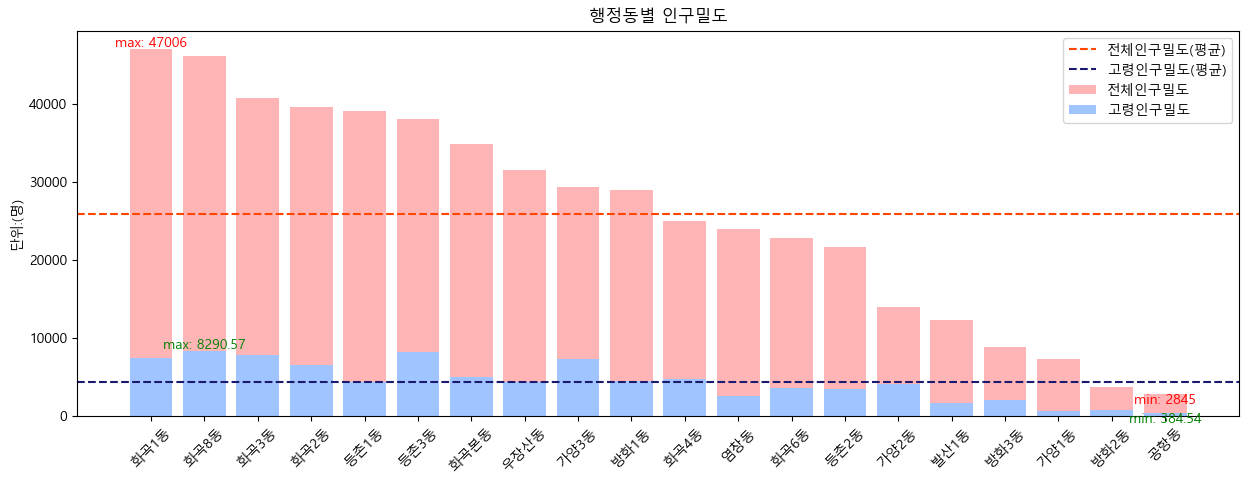 행정동별 인구밀도
max: 47006
전체인구밀도(평균)
고령인구밀도(평균)
전체인구밀도
고령인구밀도
단위:(명)
40000
30000
20000
10000
0
max: 8290.57
min: 2845
min: 384.54
화곡1동
화곡8동
화곡3동
화곡2동
등촌1동
등촌3동
화곡본동
우장산동
가양3동
방화1동
화곡4동
염창동
화곡6동
등촌2동
가양2동
발산1동
방화3동
가양1동
방화2동
공항동